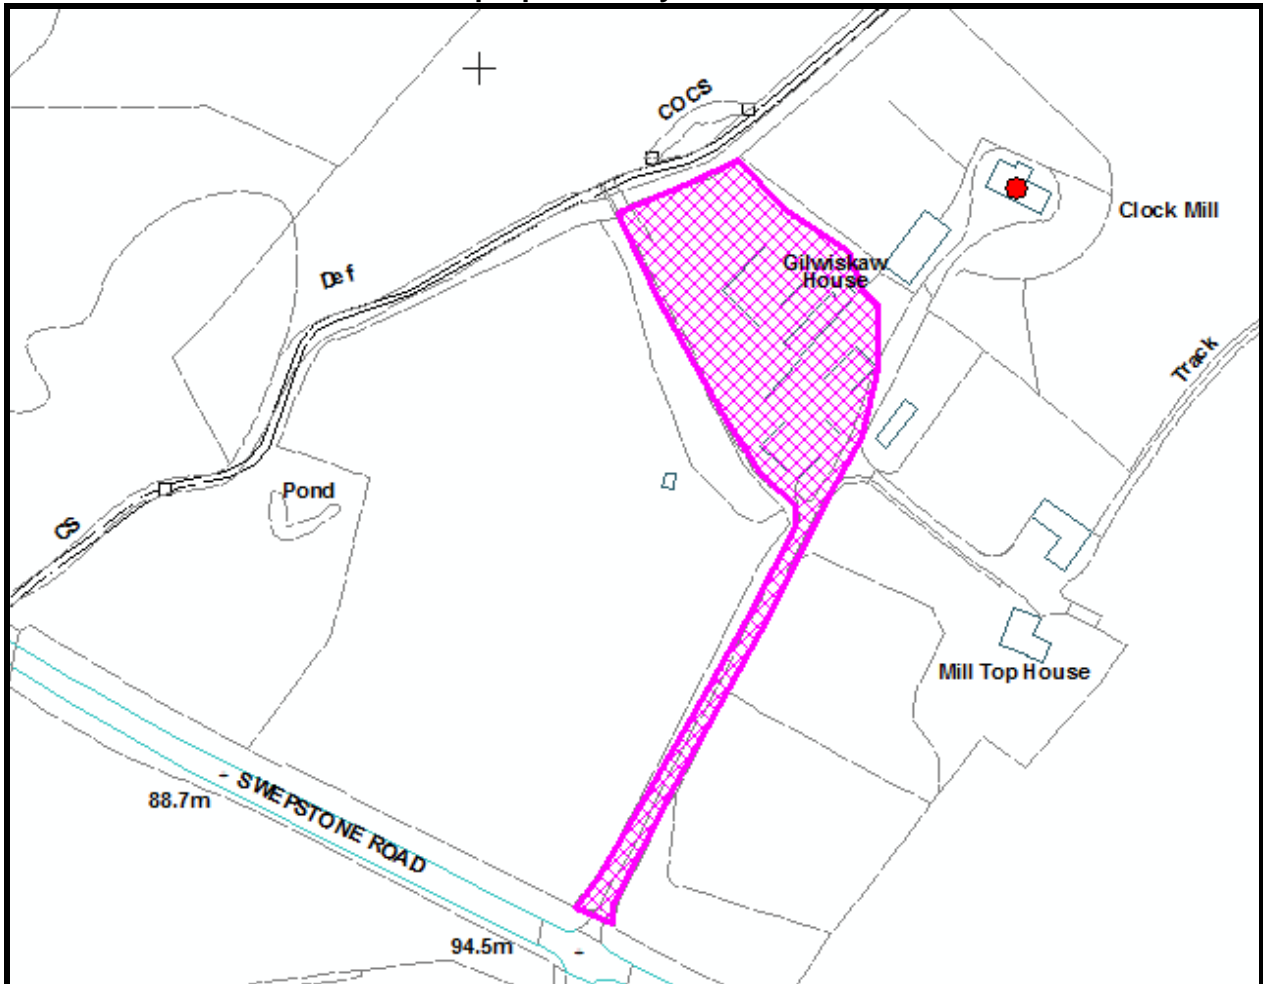 COCS
Clock Mill
Gilwiskaw
House
Def
Track
Pond
CS
Mill Top House
SWEPSTONE ROAD
88.7m
94.5m